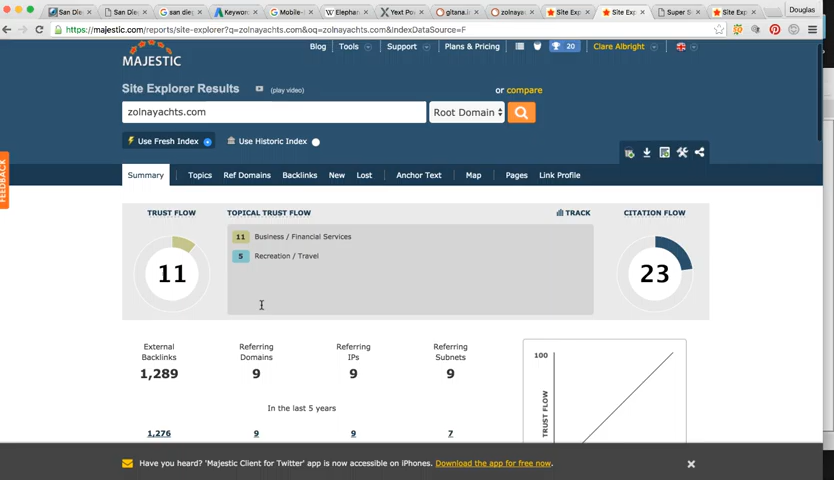 Douglas
San Die
San Dies
san dieg
Keyword
Mobile-
Elephan
Yext Po
gitana.i
zolnaya
Site Exp
Site Exp
Super S
Site Exp
https://majestic.com/reports/site-explorer?q=zolnayachts.com&oq=zolnayachts.com&IndexDataSource=F
MAJESTIC
Blog
Tools
Support
Plans & Pricing
20
Clare Albright
Site Explorer Results
(play video)
or compare
zolnayachts.com
Root Domain
Use Fresh Index
Use Historic Index
FEEDBACK
Summary
Topics
Ref Domains
Backlinks
New
Lost
Anchor Text
Map
Pages
Link Profile
TRUST FLOW
TOPICAL TRUST FLOW
TRACK
CITATION FLOW
11
11 Business / Financial Services
5 Recreation / Travel
23
External Backlinks
1,289
Referring Domains
9
Referring IPs
9
Referring Subnets
9
In the last 5 years
1,276
9
9
7
100
TRUST FLOW
Have you heard? 'Majestic Client for Twitter' app is now accessible on iPhones. Download the app for free now.